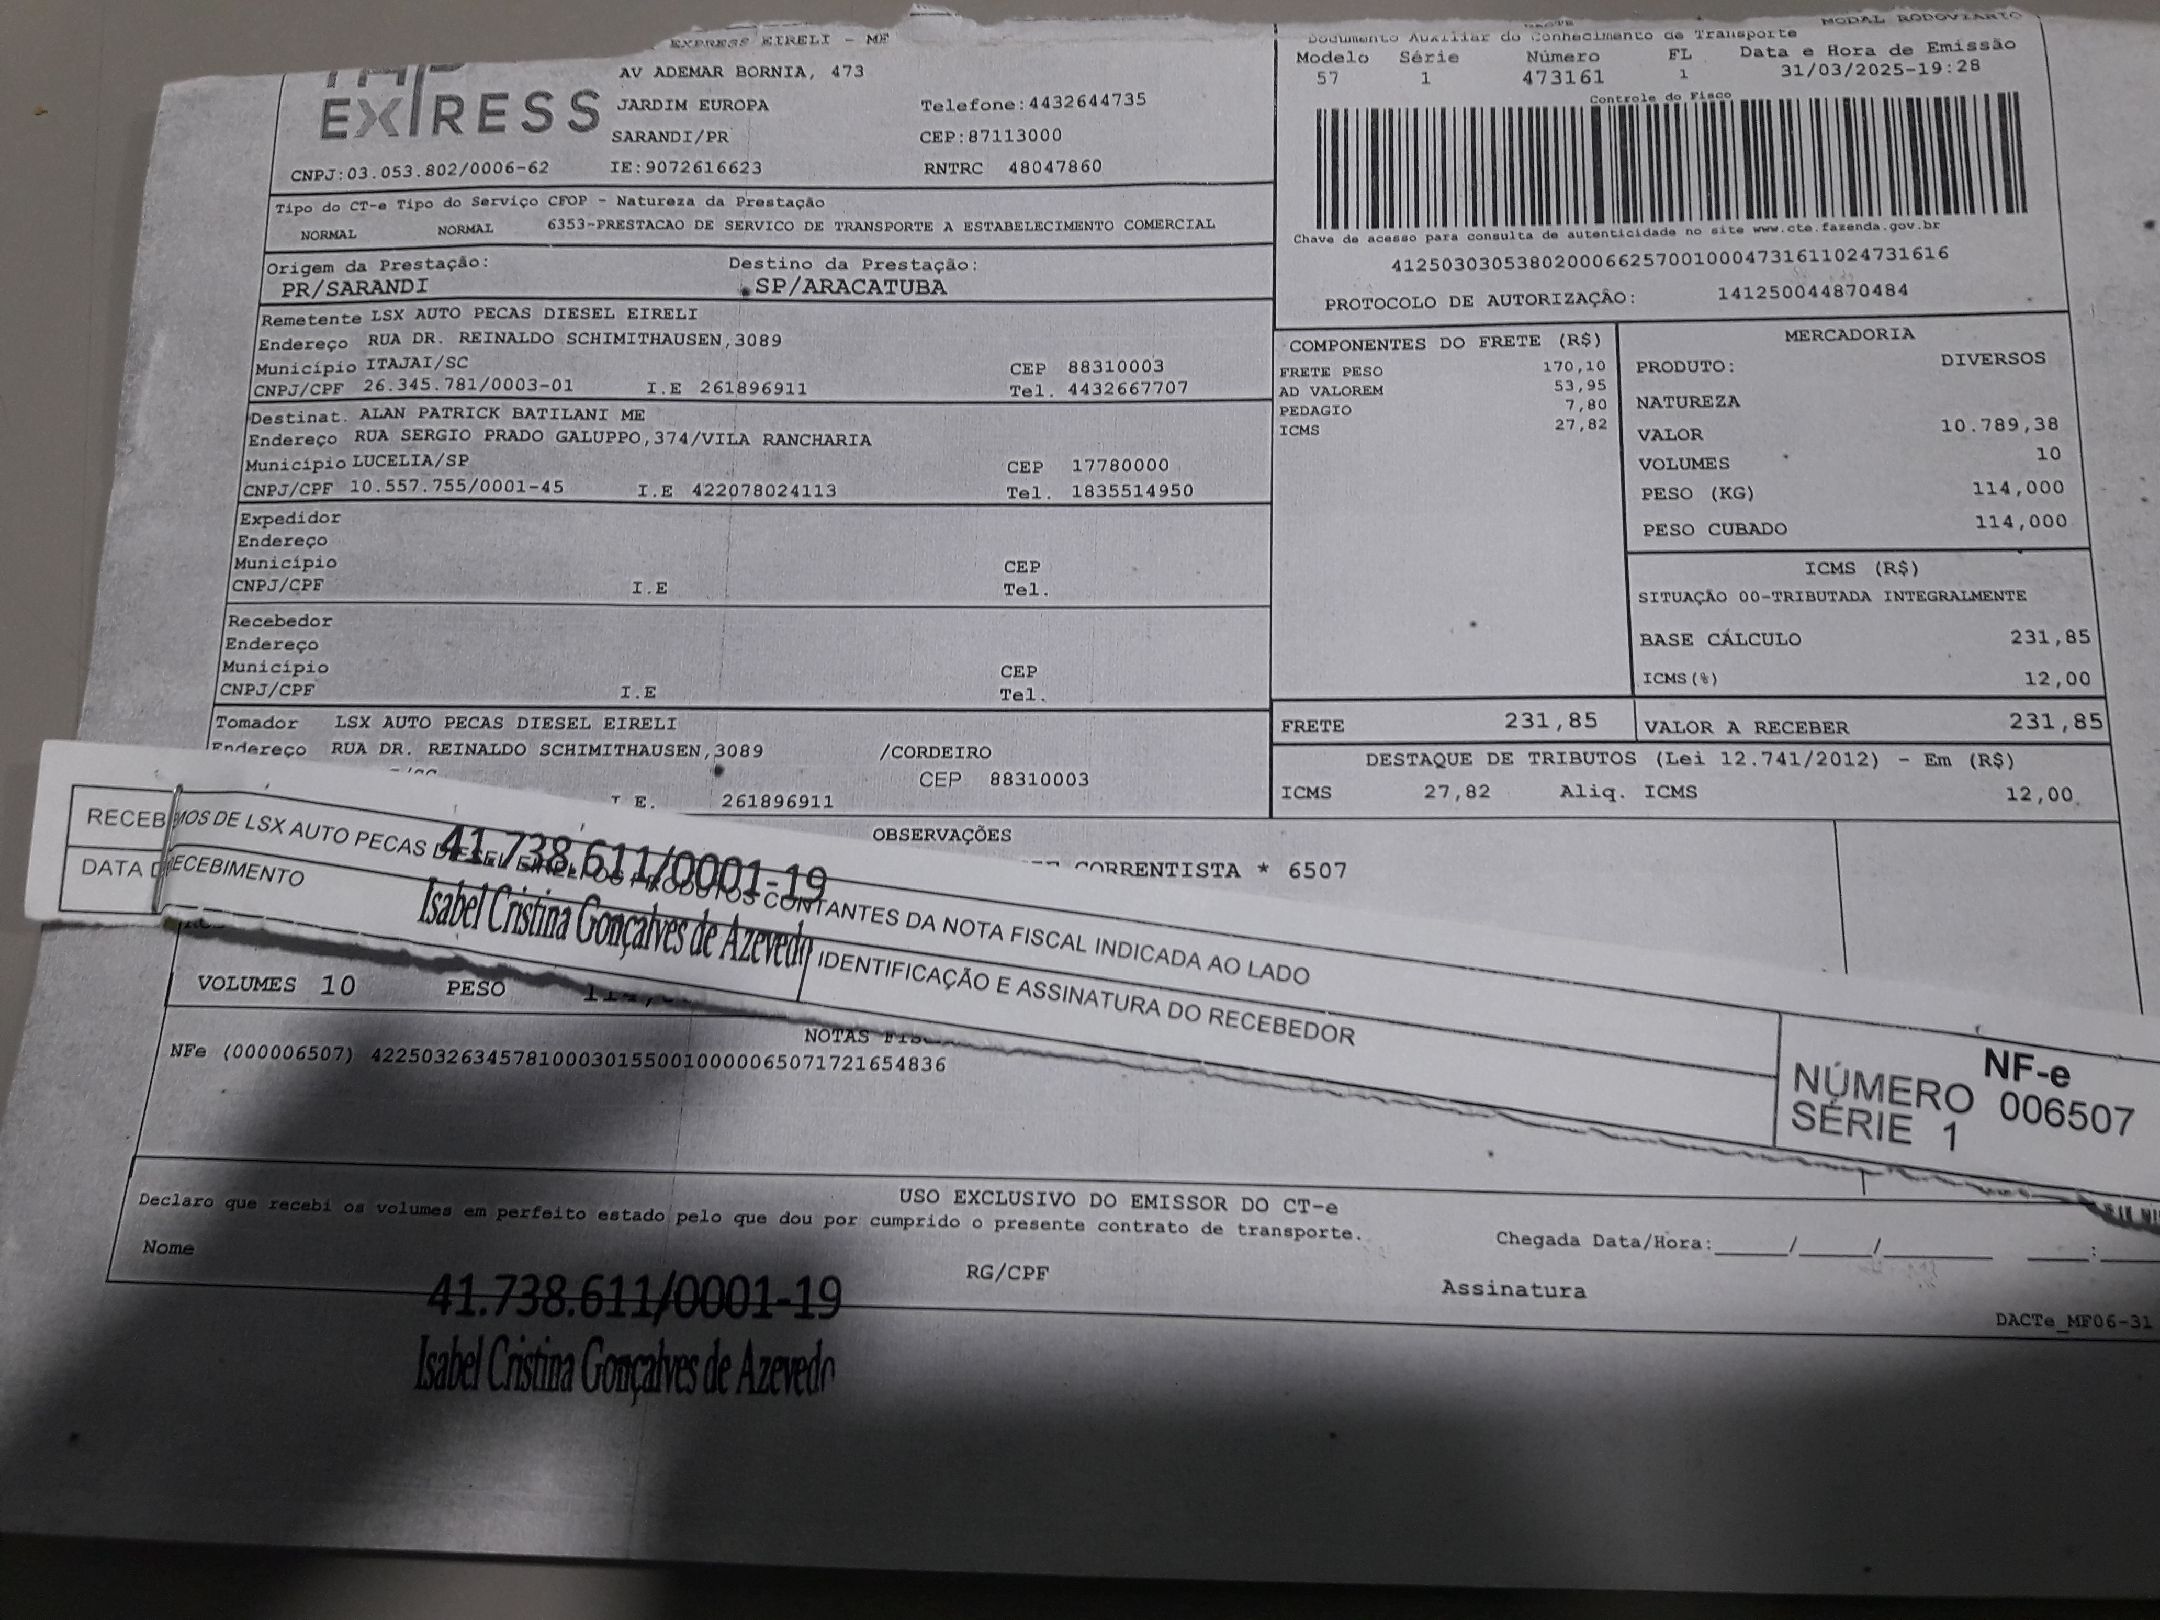 EXPRESS EIRELI - ME
EXPRESS
AV ADEMAR BORNIA, 473
JARDIM EUROPA
Telefone:4432644735
SARANDI/PR
CEP:87113000
CNPJ:03.053.802/0006-62
IE:9072616623
RNTRC 48047860
DACTE
MODAL RODOVIARIO
Documento Auxiliar do Conhecimento de Transporte
Modelo Série Número FL Data e Hora de Emissão
57 1 473161 1 31/03/2025-19:28
Controle do Fisco
Chave de acesso para consulta de autenticidade no site www.cte.fazenda.gov.br
41250303053802000662570010004731611024731616
PROTOCOLO DE AUTORIZAÇÃO: 141250044870484
Tipo do CT-e Tipo do Serviço CFOP - Natureza da Prestação
NORMAL NORMAL 6353-PRESTACAO DE SERVICO DE TRANSPORTE A ESTABELECIMENTO COMERCIAL
Origem da Prestação: Destino da Prestação:
PR/SARANDI SP/ARACATUBA
Remetente LSX AUTO PECAS DIESEL EIRELI
Endereço RUA DR. REINALDO SCHIMITHAUSEN,3089
Município ITAJAI/SC CEP 88310003
CNPJ/CPF 26.345.781/0003-01 I.E 261896911 Tel. 4432667707
Destinat. ALAN PATRICK BATILANI ME
Endereço RUA SERGIO PRADO GALUPPO,374/VILA RANCHARIA
Município LUCELIA/SP CEP 17780000
CNPJ/CPF 10.557.755/0001-45 I.E 422078024113 Tel. 1835514950
Expedidor
Endereço
Município CEP
CNPJ/CPF I.E Tel.
Recebedor
Endereço
Município CEP
CNPJ/CPF I.E Tel.
Tomador LSX AUTO PECAS DIESEL EIRELI
Endereço RUA DR. REINALDO SCHIMITHAUSEN,3089 /CORDEIRO
CEP 88310003
I E. 261896911
COMPONENTES DO FRETE (R$)
FRETE PESO 170,10
AD VALOREM 53,95
PEDAGIO 7,80
ICMS 27,82
MERCADORIA
PRODUTO: DIVERSOS
NATUREZA
VALOR 10.789,38
VOLUMES 10
PESO (KG) 114,000
PESO CUBADO 114,000
ICMS (R$)
SITUAÇÃO 00-TRIBUTADA INTEGRALMENTE
BASE CÁLCULO 231,85
ICMS(%) 12,00
FRETE 231,85 VALOR A RECEBER 231,85
DESTAQUE DE TRIBUTOS (Lei 12.741/2012) - Em (R$)
ICMS 27,82 Aliq. ICMS 12,00
OBSERVAÇÕES
CORRENTISTA * 6507
RECEBEMOS DE LSX AUTO PECAS DIESEL EIRELI OS PRODUTOS CONTANTES DA NOTA FISCAL INDICADA AO LADO
DATA DE RECEBIMENTO
IDENTIFICAÇÃO E ASSINATURA DO RECEBEDOR
41.738.611/0001-19
Isabel Cristina Gonçalves de Azevedo
NF-e
NÚMERO 006507
SÉRIE 1
VOLUMES 10 PESO
NOTAS
NFe (000006507) 42250326345781000301550010000065071721654836
USO EXCLUSIVO DO EMISSOR DO CT-e
Declaro que recebi os volumes em perfeito estado pelo que dou por cumprido o presente contrato de transporte.
Chegada Data/Hora:_____/_____/_______ ____:
Nome RG/CPF Assinatura
41.738.611/0001-19
Isabel Cristina Gonçalves de Azevedo
DACTe_MF06-31